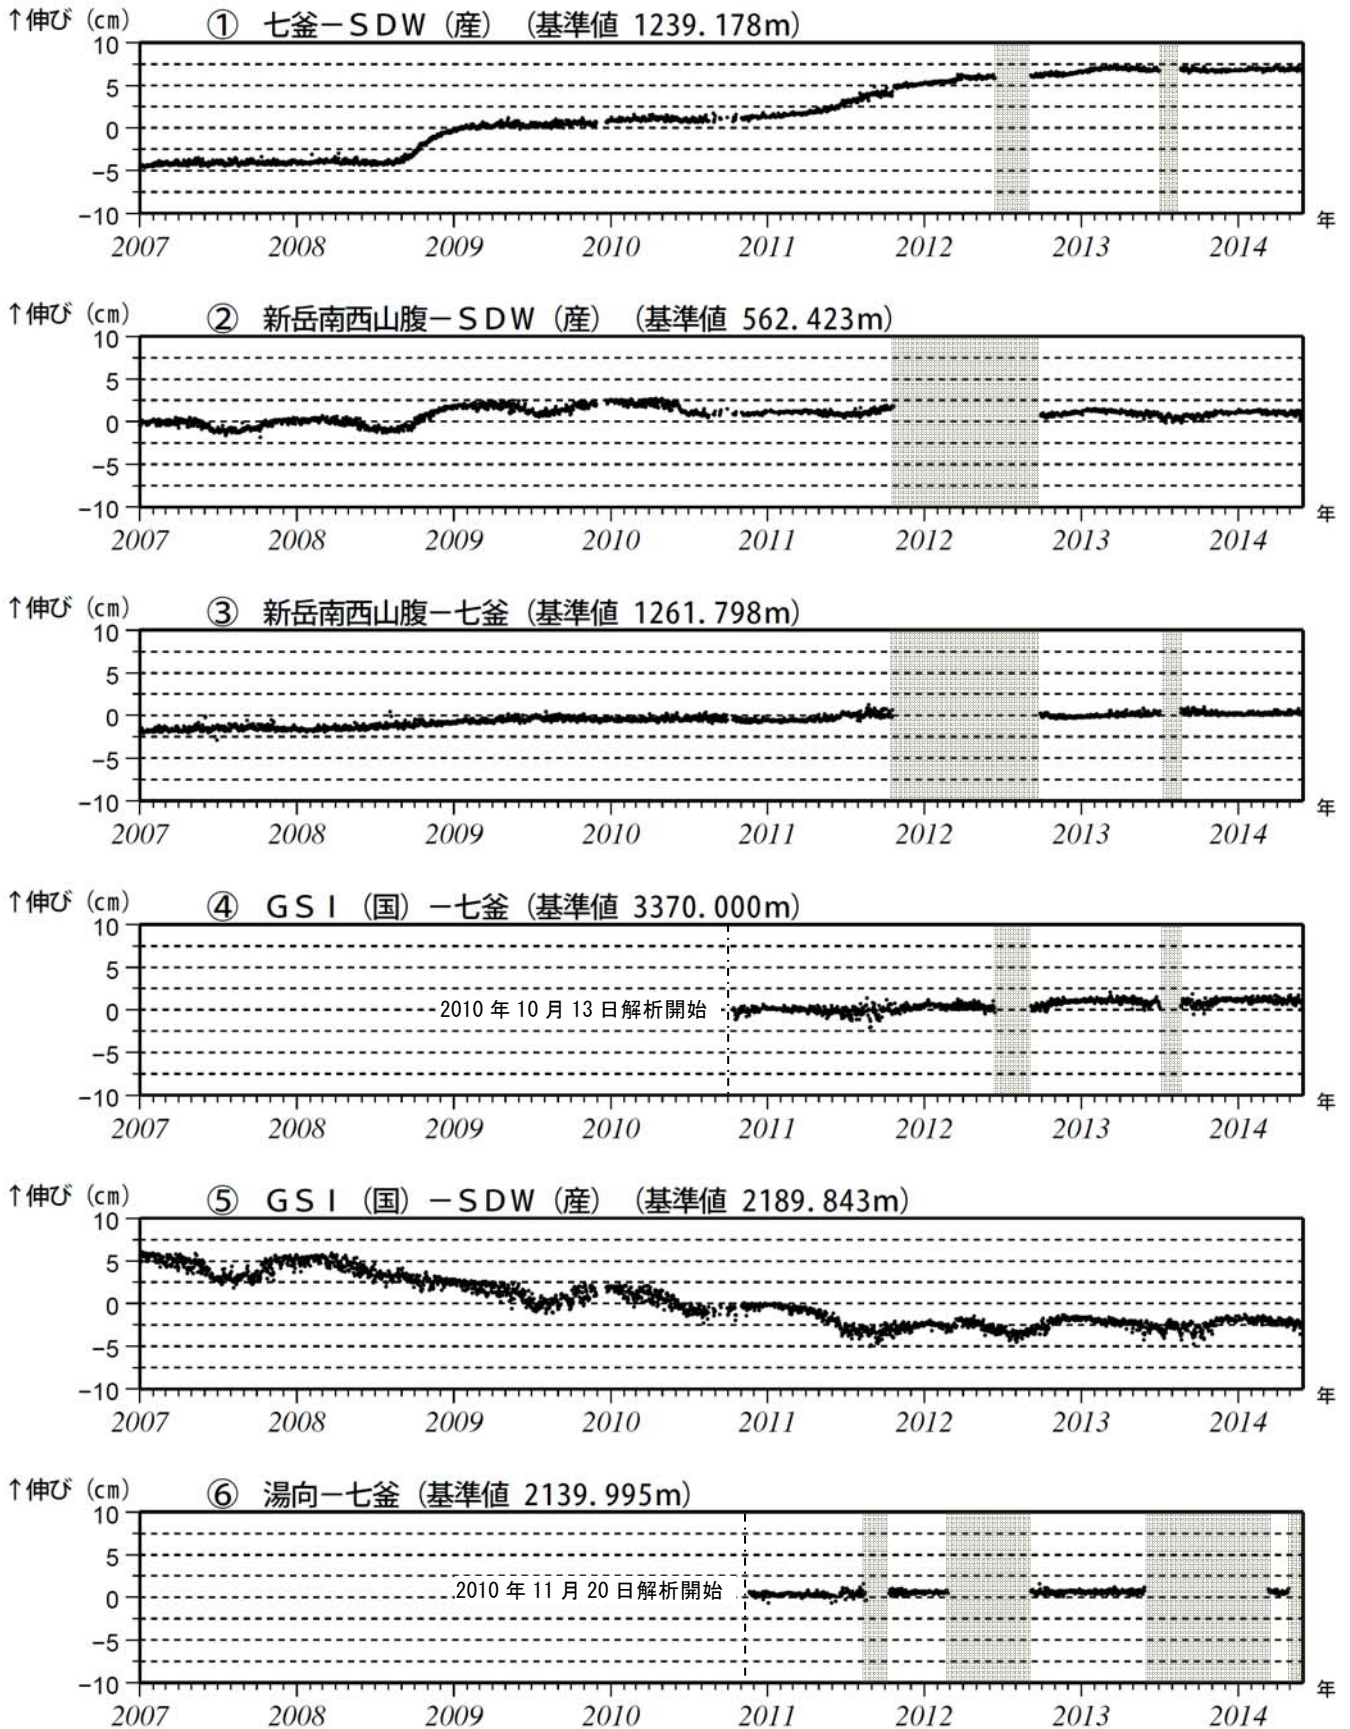 ↑伸び (cm) ① 七釜－ＳＤＷ（産）（基準値 1239.178m）
10
5
0
−5
−10
2007 2008 2009 2010 2011 2012 2013 2014 年
↑伸び (cm) ② 新岳南西山腹－ＳＤＷ（産）（基準値 562.423m）
10
5
0
−5
−10
2007 2008 2009 2010 2011 2012 2013 2014 年
↑伸び (cm) ③ 新岳南西山腹－七釜（基準値 1261.798m）
10
5
0
−5
−10
2007 2008 2009 2010 2011 2012 2013 2014 年
↑伸び (cm) ④ ＧＳＩ（国）－七釜（基準値 3370.000m）
10
5
0
2010 年 10 月 13 日解析開始
−5
−10
2007 2008 2009 2010 2011 2012 2013 2014 年
↑伸び (cm) ⑤ ＧＳＩ（国）－ＳＤＷ（産）（基準値 2189.843m）
10
5
0
−5
−10
2007 2008 2009 2010 2011 2012 2013 2014 年
↑伸び (cm) ⑥ 湯向－七釜（基準値 2139.995m）
10
5
0
2010 年 11 月 20 日解析開始
−5
−10
2007 2008 2009 2010 2011 2012 2013 2014 年